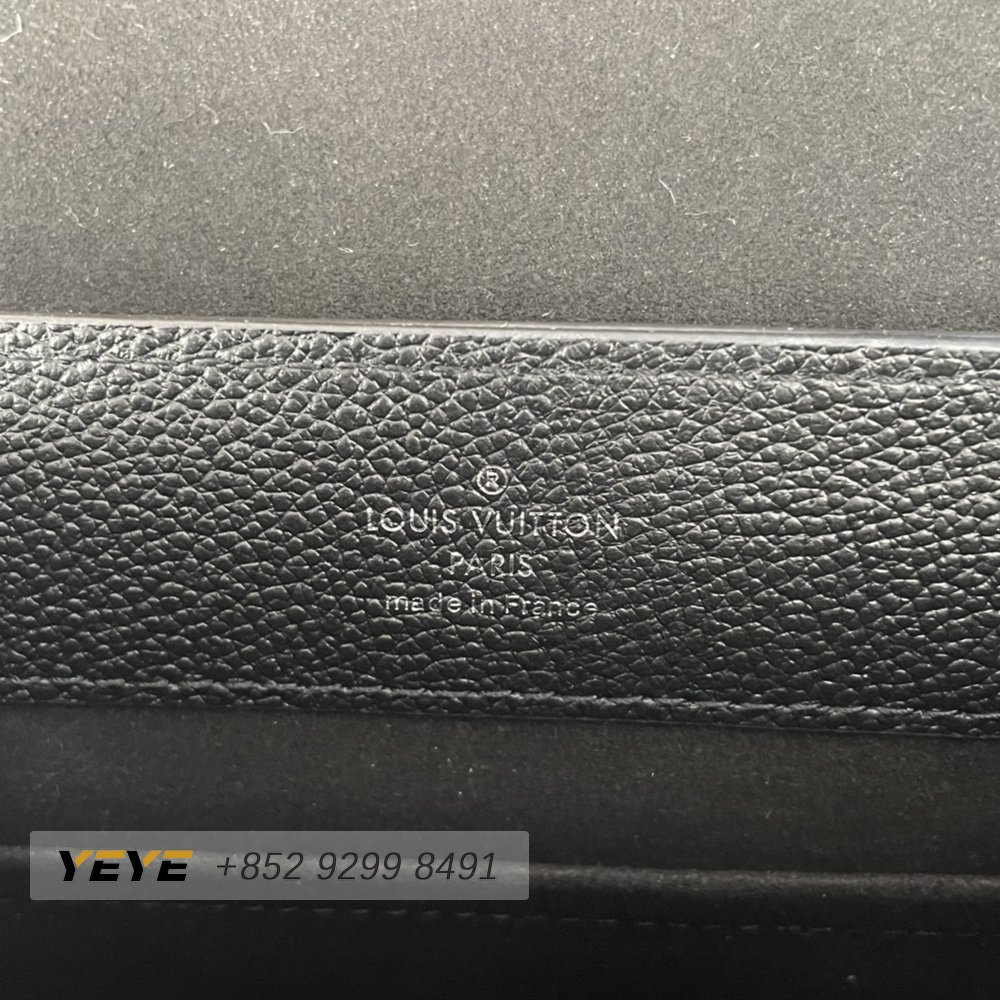 ®
LOUIS VUITTON
PARIS
made in France
YEYE +852 9299 8491